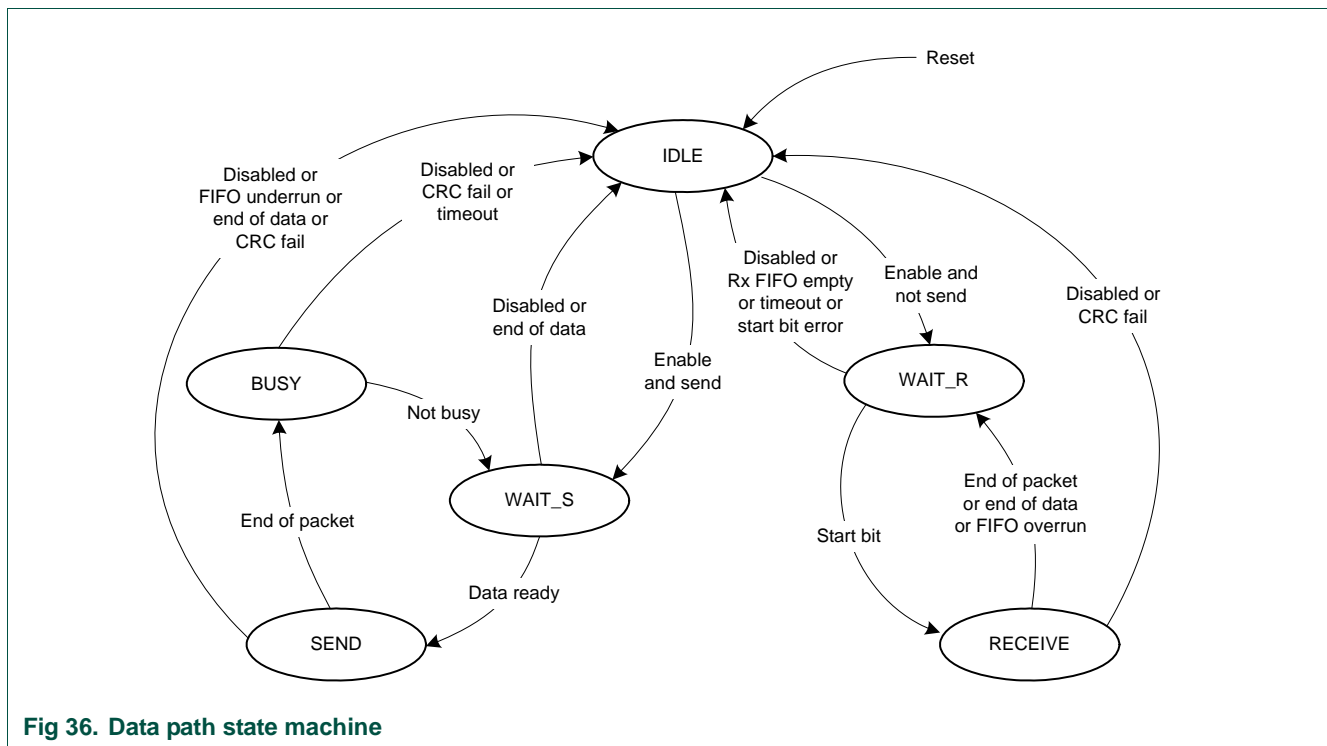 Reset
IDLE
Disabled or
FIFO underrun or
end of data or
CRC fail
Disabled or
CRC fail or
timeout
Disabled or
end of data
Enable
and send
Disabled or
Rx FIFO empty
or timeout or
start bit error
Enable and
not send
Disabled or
CRC fail
BUSY
Not busy
WAIT_R
WAIT_S
End of packet
Data ready
Start bit
End of packet
or end of data
or FIFO overrun
SEND
RECEIVE
Fig 36. Data path state machine